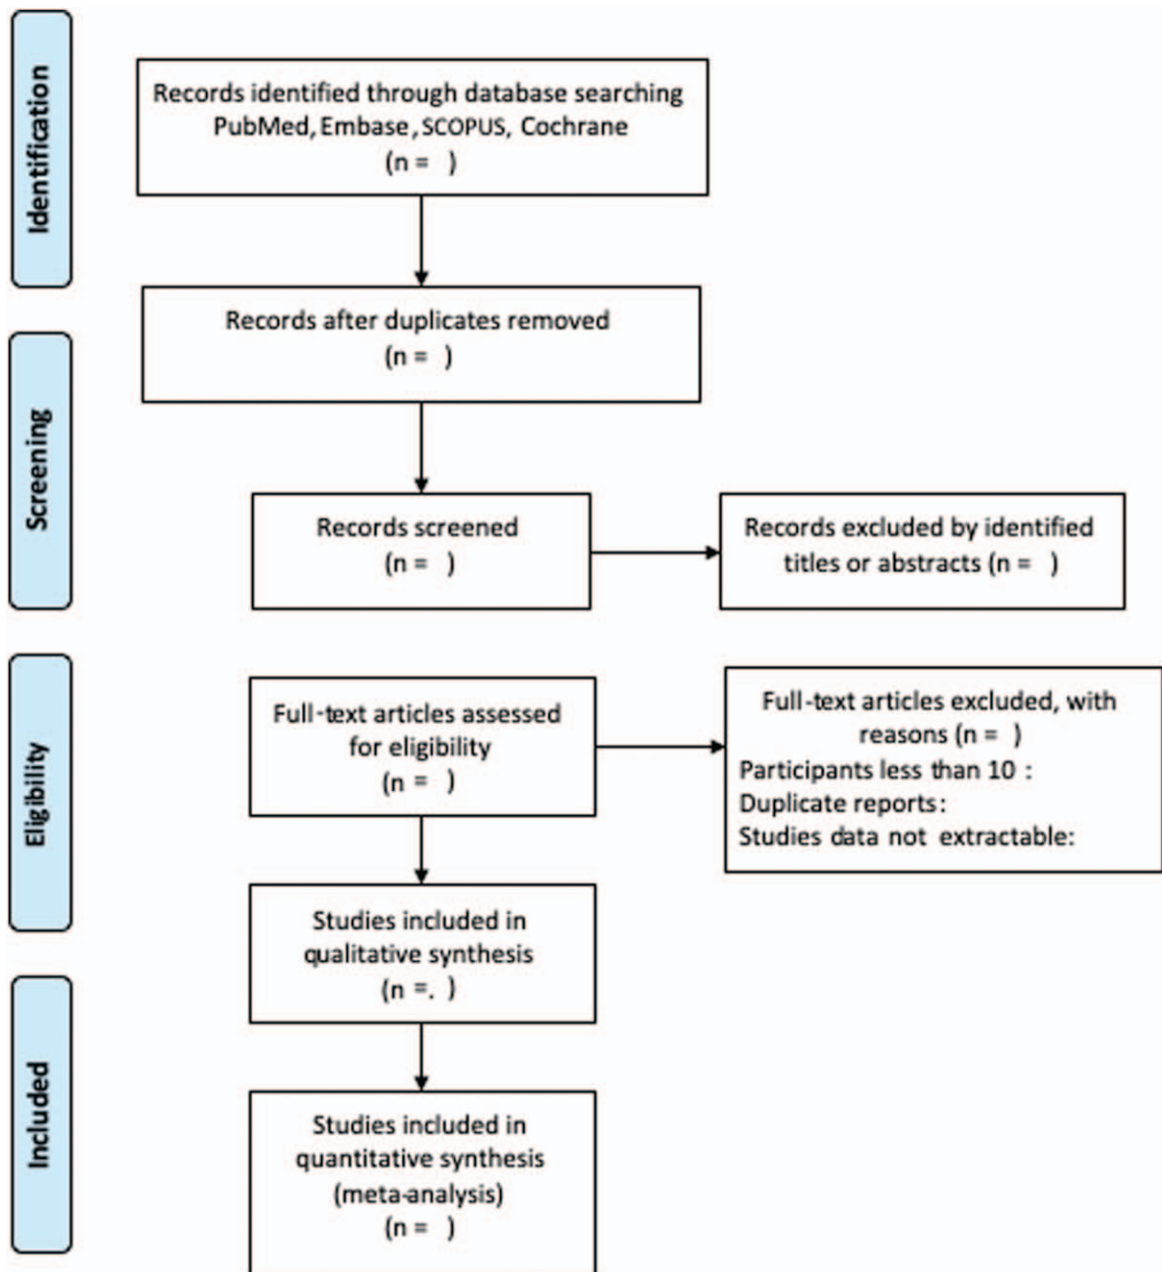 Identification
Records identified through database searching
PubMed, Embase, SCOPUS, Cochrane
(n =   )
Records after duplicates removed
(n =   )
Screening
Records screened
(n =   )
Records excluded by identified
titles or abstracts (n =   )
Eligibility
Full-text articles assessed
for eligibility
(n =   )
Full-text articles excluded, with
reasons (n =   )
Participants less than 10 :
Duplicate reports:
Studies data not extractable:
Studies included in
qualitative synthesis
(n =.   )
Included
Studies included in
quantitative synthesis
(meta-analysis)
(n =   )